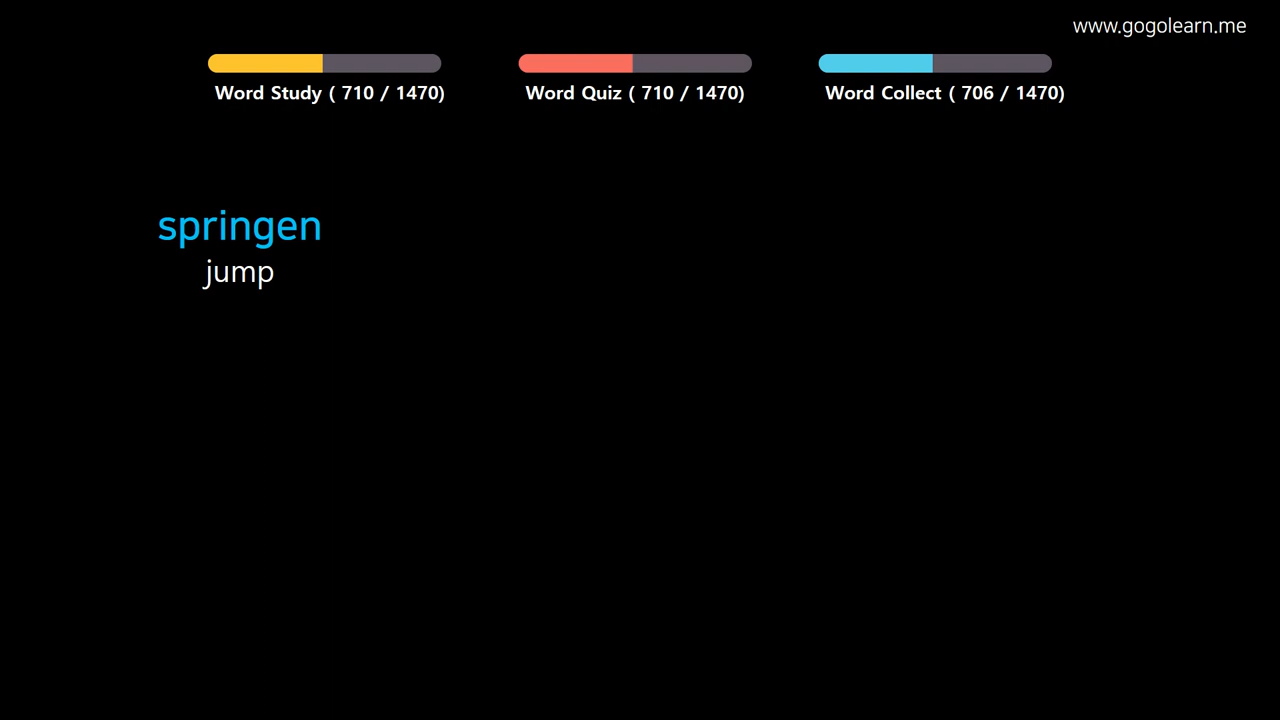 www.gogolearn.me
Word Study ( 710 / 1470)
Word Quiz ( 710 / 1470)
Word Collect ( 706 / 1470)
springen
jump